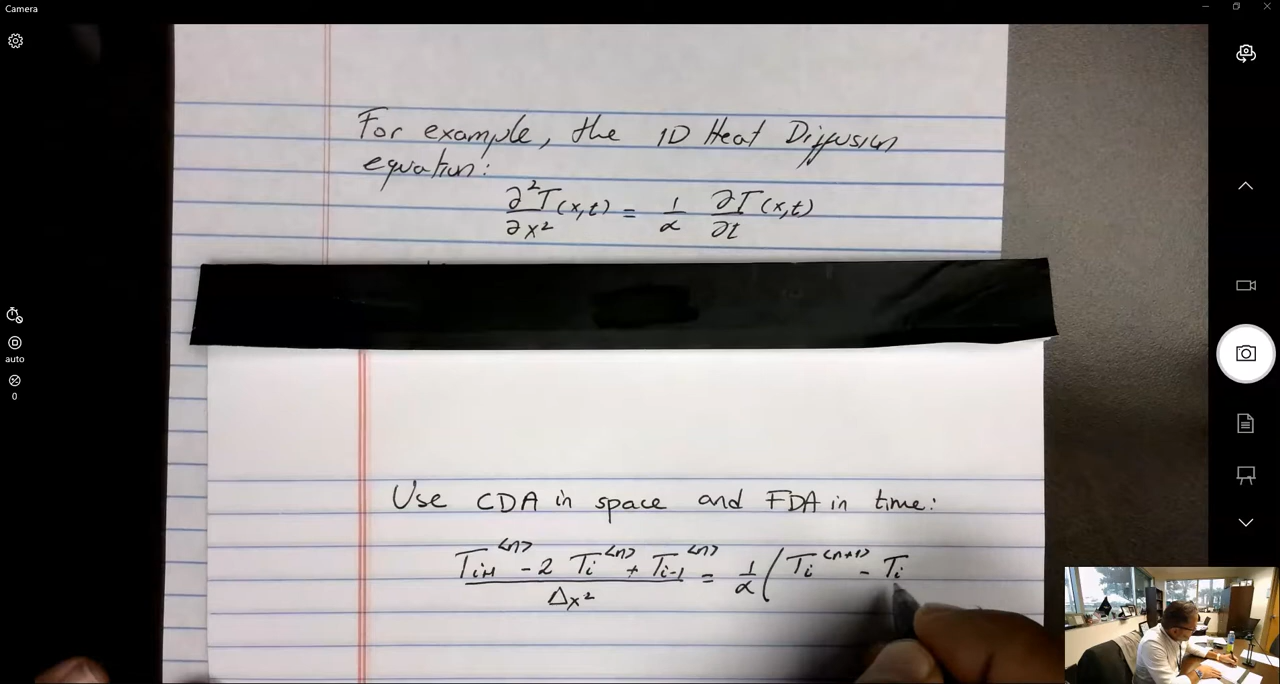 Camera
For example, the 1D Heat Diffusion
equation:
∂²T(x,t)/∂x² = 1/α ∂T(x,t)/∂t
auto
0
Use CDA in space and FDA in time:
(T_{i+1}^{<n>} - 2 T_i^{<n>} + T_{i-1}^{<n>})/Δx² = 1/α ( T_i^{<n+1>} - T_i